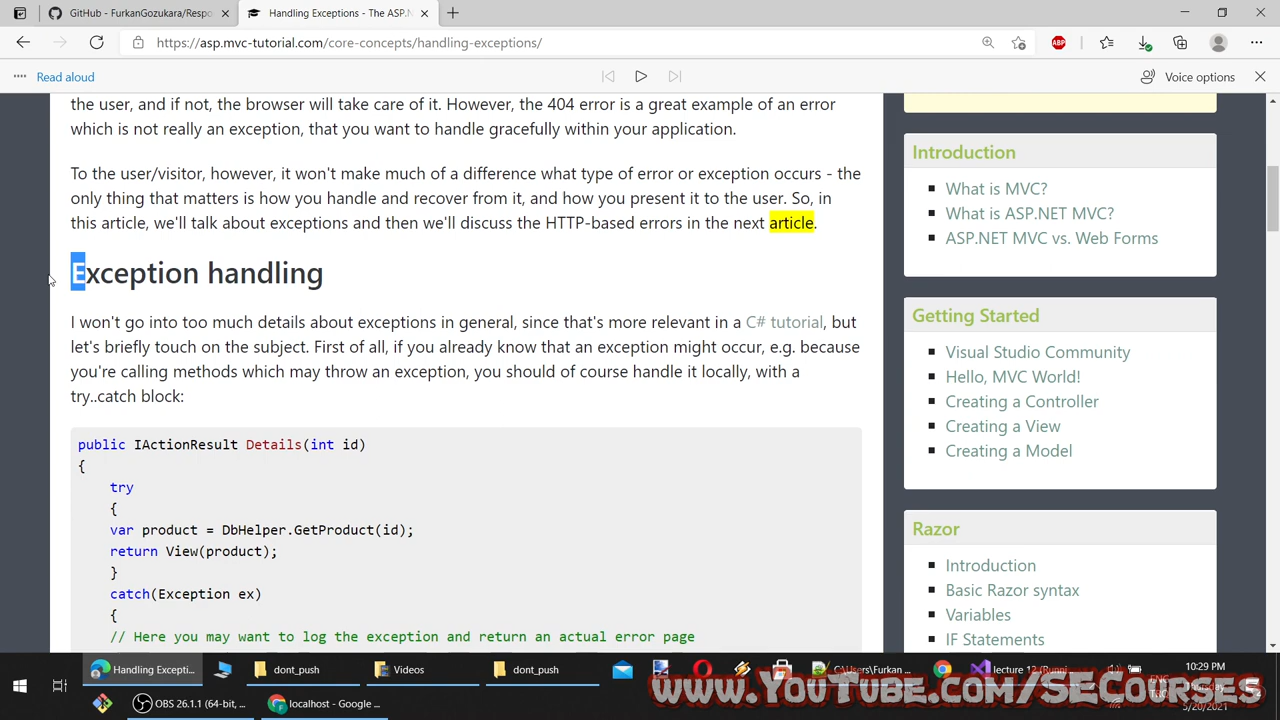 GitHub - FurkanGozukara/Respo
Handling Exceptions - The ASP.N
https://asp.mvc-tutorial.com/core-concepts/handling-exceptions/
ABP
Read aloud
Voice options
the user, and if not, the browser will take care of it. However, the 404 error is a great example of an error
which is not really an exception, that you want to handle gracefully within your application.
To the user/visitor, however, it won't make much of a difference what type of error or exception occurs - the
only thing that matters is how you handle and recover from it, and how you present it to the user. So, in
this article, we'll talk about exceptions and then we'll discuss the HTTP-based errors in the next article.
Exception handling
I won't go into too much details about exceptions in general, since that's more relevant in a C# tutorial, but
let's briefly touch on the subject. First of all, if you already know that an exception might occur, e.g. because
you're calling methods which may throw an exception, you should of course handle it locally, with a
try..catch block:
public IActionResult Details(int id)
{
try
{
var product = DbHelper.GetProduct(id);
return View(product);
}
catch(Exception ex)
{
// Here you may want to log the exception and return an actual error page
Introduction
What is MVC?
What is ASP.NET MVC?
ASP.NET MVC vs. Web Forms
Getting Started
Visual Studio Community
Hello, MVC World!
Creating a Controller
Creating a View
Creating a Model
Razor
Introduction
Basic Razor syntax
Variables
IF Statements
Handling Excepti...
dont_push
Videos
dont_push
C:\Users\Furkan ...
lecture 12 (Runni...
10:29 PM
ENG
Thursday
5/20/2021
OBS 26.1.1 (64-bit, ...
localhost - Google ...
www.YouTube.com/SECourses